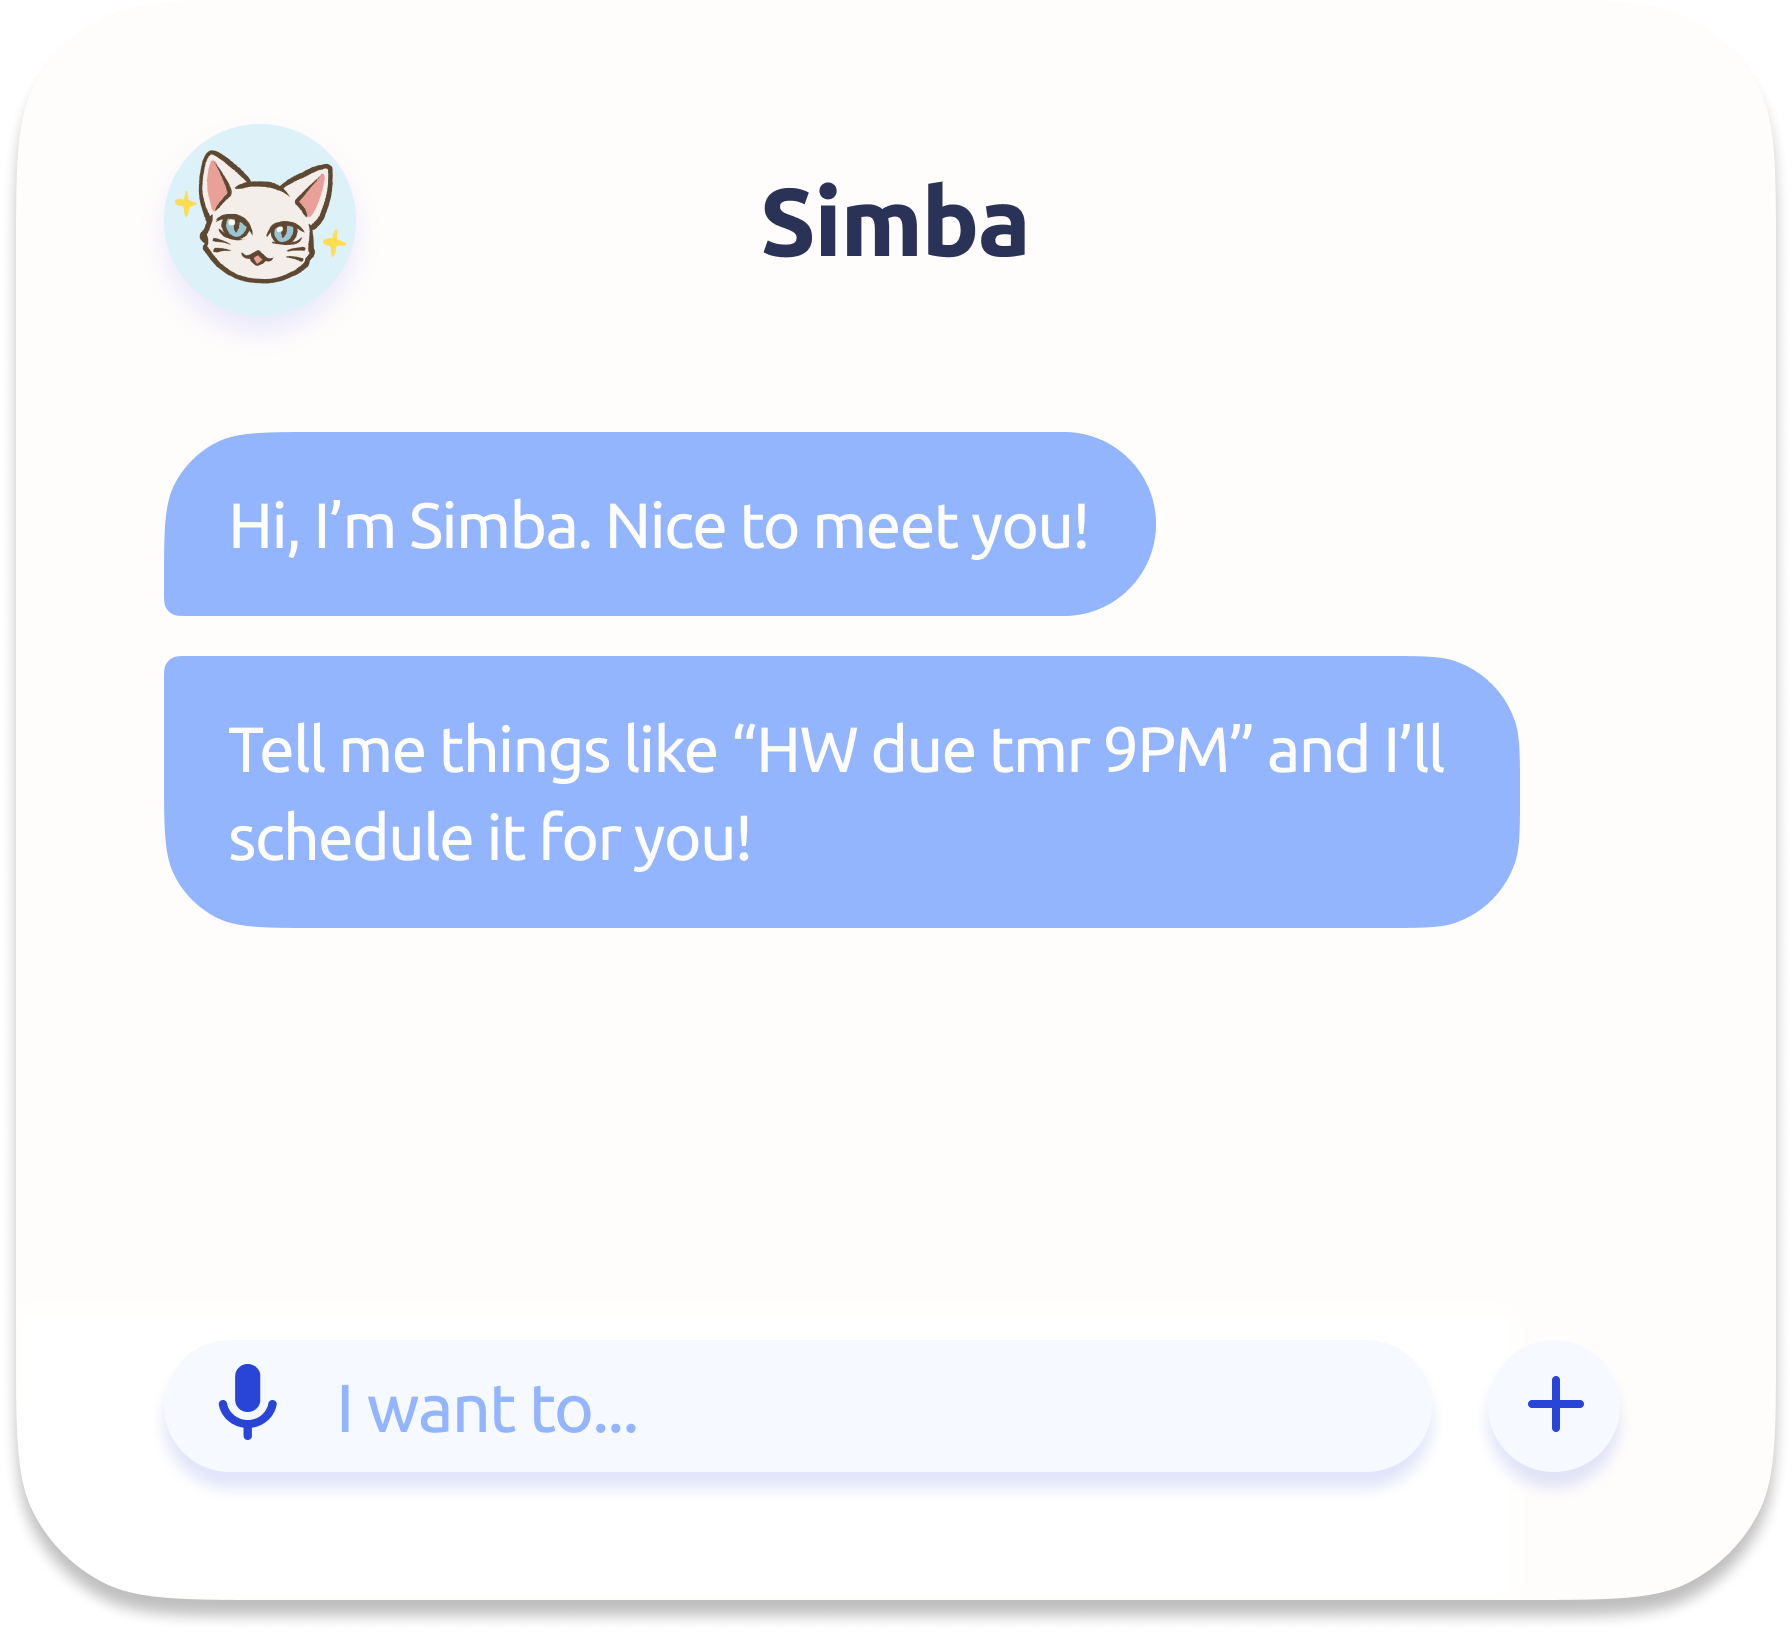 Simba
Hi, I’m Simba. Nice to meet you!
Tell me things like “HW due tmr 9PM” and I’ll
schedule it for you!
I want to...